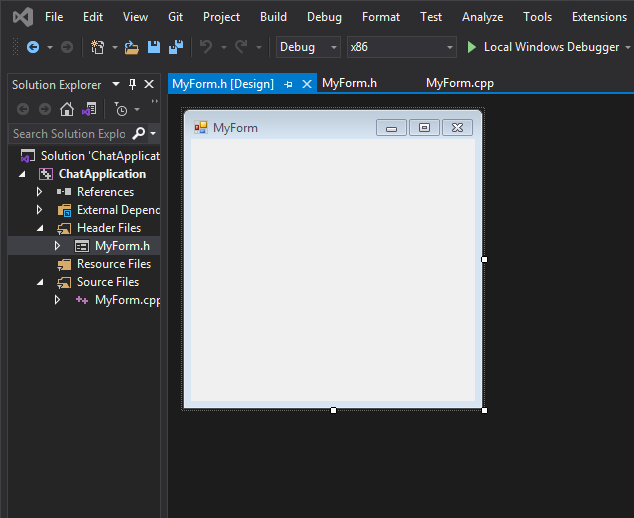 File Edit View Git Project Build Debug Format Test Analyze Tools Extensions
Debug x86 Local Windows Debugger
Solution Explorer
MyForm.h [Design] MyForm.h MyForm.cpp
Search Solution Explo
MyForm
Solution 'ChatApplicat
ChatApplication
References
External Depend
Header Files
MyForm.h
Resource Files
Source Files
MyForm.cpp